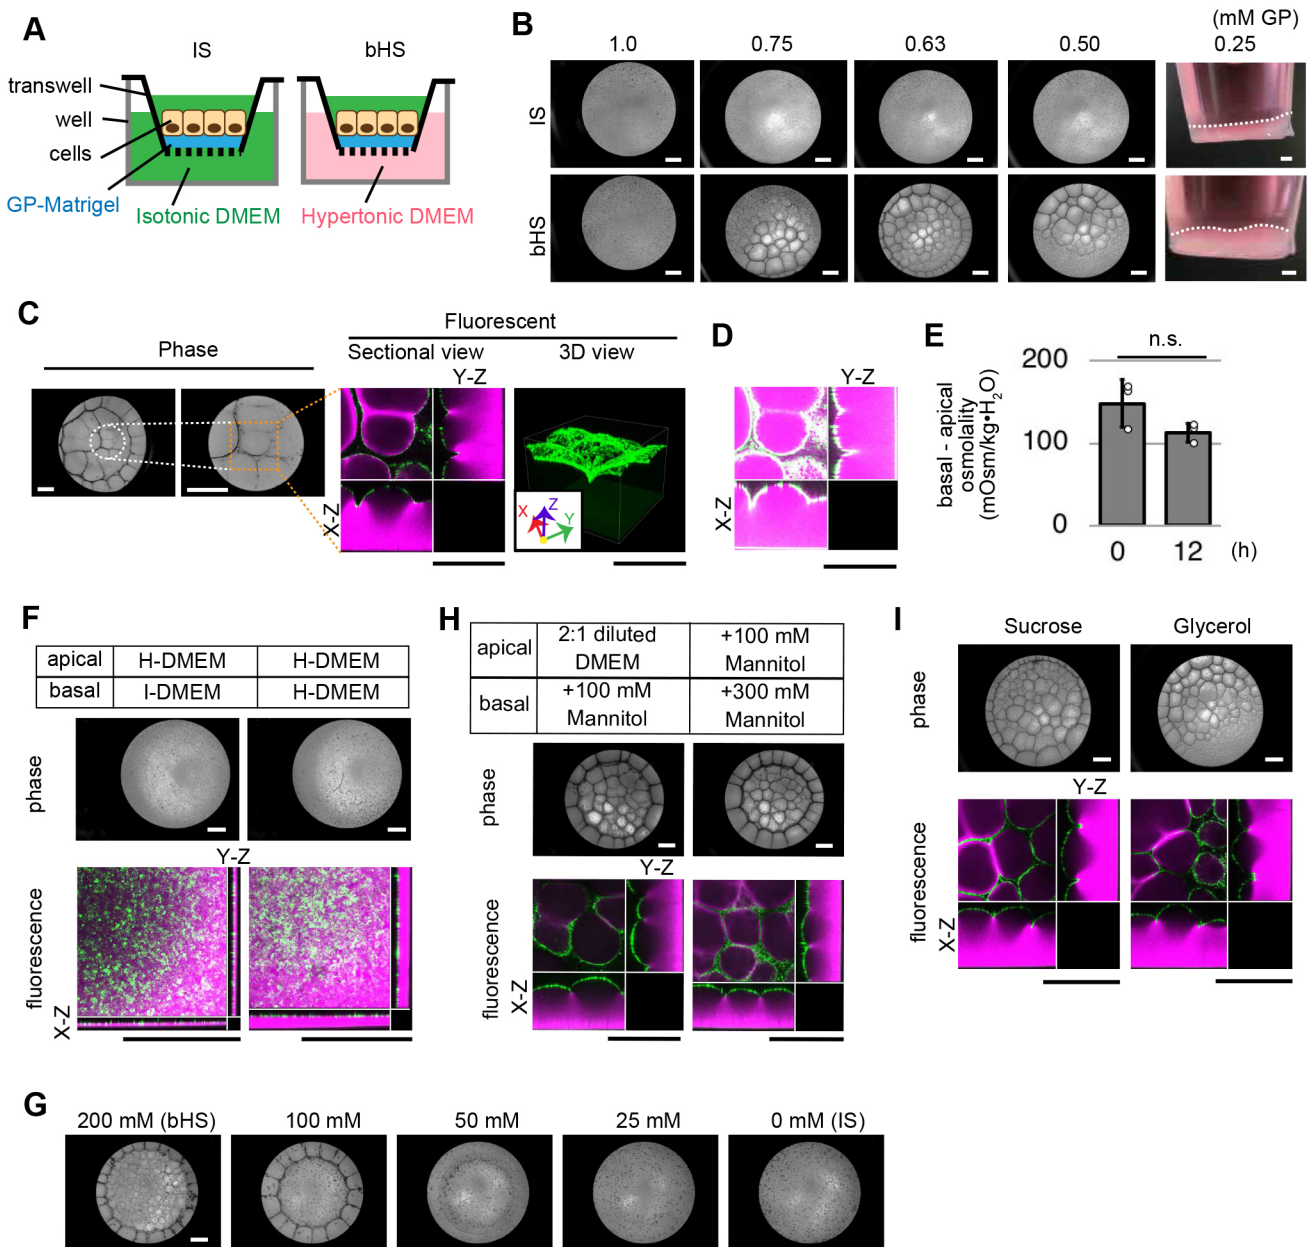 A
IS
bHS
transwell
well
cells
GP-Matrigel
Isotonic DMEM
Hypertonic DMEM
B
(mM GP)
1.0
0.75
0.63
0.50
0.25
IS
bHS
C
Phase
Fluorescent
Sectional view
3D view
Y-Z
X-Z
X
Z
Y
D
Y-Z
X-Z
E
basal - apical
osmolality
(mOsm/kg•H₂O)
n.s.
200
100
0
0
12
(h)
F
apical
H-DMEM
H-DMEM
basal
I-DMEM
H-DMEM
phase
Y-Z
fluorescence
X-Z
H
apical
2:1 diluted
DMEM
+100 mM
Mannitol
basal
+100 mM
Mannitol
+300 mM
Mannitol
phase
Y-Z
fluorescence
X-Z
I
Sucrose
Glycerol
phase
Y-Z
fluorescence
X-Z
G
200 mM (bHS)
100 mM
50 mM
25 mM
0 mM (IS)